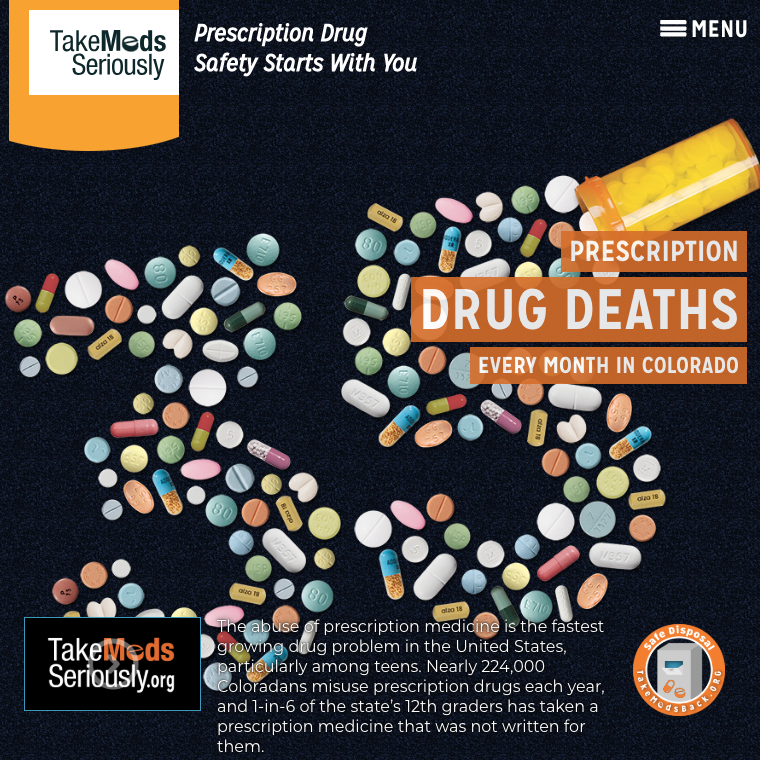 TakeMeds
Seriously
Prescription Drug
Safety Starts With You
MENU
PRESCRIPTION
DRUG DEATHS
EVERY MONTH IN COLORADO
35
TakeMeds
Seriously.org
The abuse of prescription medicine is the fastest
growing drug problem in the United States,
particularly among teens. Nearly 224,000
Coloradans misuse prescription drugs each year,
and 1-in-6 of the state's 12th graders has taken a
prescription medicine that was not written for
them.
Safe Disposal
TakeMedsBack.ORG